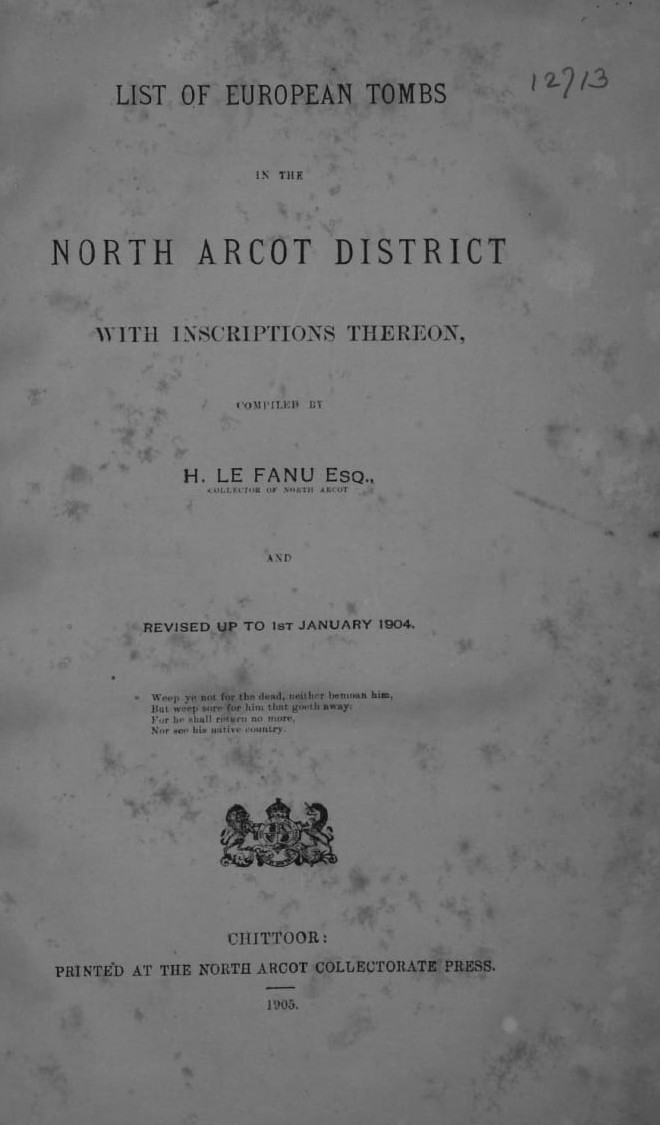 12713
LIST OF EUROPEAN TOMBS
IN THE
NORTH ARCOT DISTRICT
WITH INSCRIPTIONS THEREON,
COMPILED BY
H. LE FANU ESQ.,
COLLECTOR OF NORTH ARCOT
AND
REVISED UP TO 1ST JANUARY 1904.
Weep ye not for the dead, neither bemoan him,
But weep sore for him that goeth away:
For he shall return no more,
Nor see his native country.
CHITTOOR:
PRINTED AT THE NORTH ARCOT COLLECTORATE PRESS.
1905.